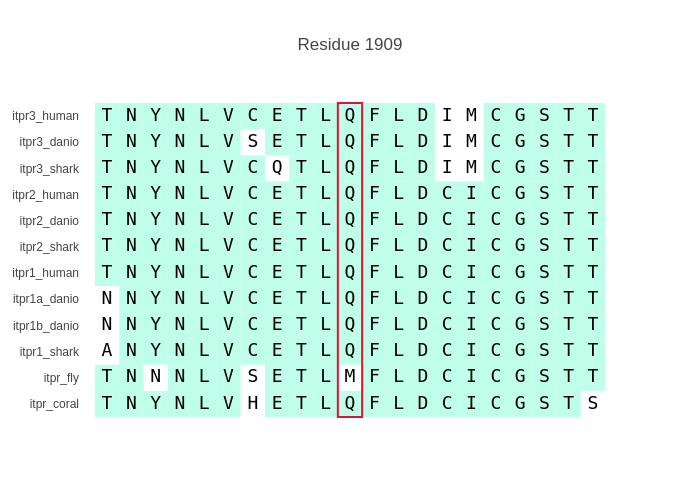 Residue 1909
itpr3_human T N Y N L V C E T L Q F L D I M C G S T T
itpr3_danio T N Y N L V S E T L Q F L D I M C G S T T
itpr3_shark T N Y N L V C Q T L Q F L D I M C G S T T
itpr2_human T N Y N L V C E T L Q F L D C I C G S T T
itpr2_danio T N Y N L V C E T L Q F L D C I C G S T T
itpr2_shark T N Y N L V C E T L Q F L D C I C G S T T
itpr1_human T N Y N L V C E T L Q F L D C I C G S T T
itpr1a_danio N N Y N L V C E T L Q F L D C I C G S T T
itpr1b_danio N N Y N L V C E T L Q F L D C I C G S T T
itpr1_shark A N Y N L V C E T L Q F L D C I C G S T T
itpr_fly T N N N L V S E T L M F L D C I C G S T T
itpr_coral T N Y N L V H E T L Q F L D C I C G S T S